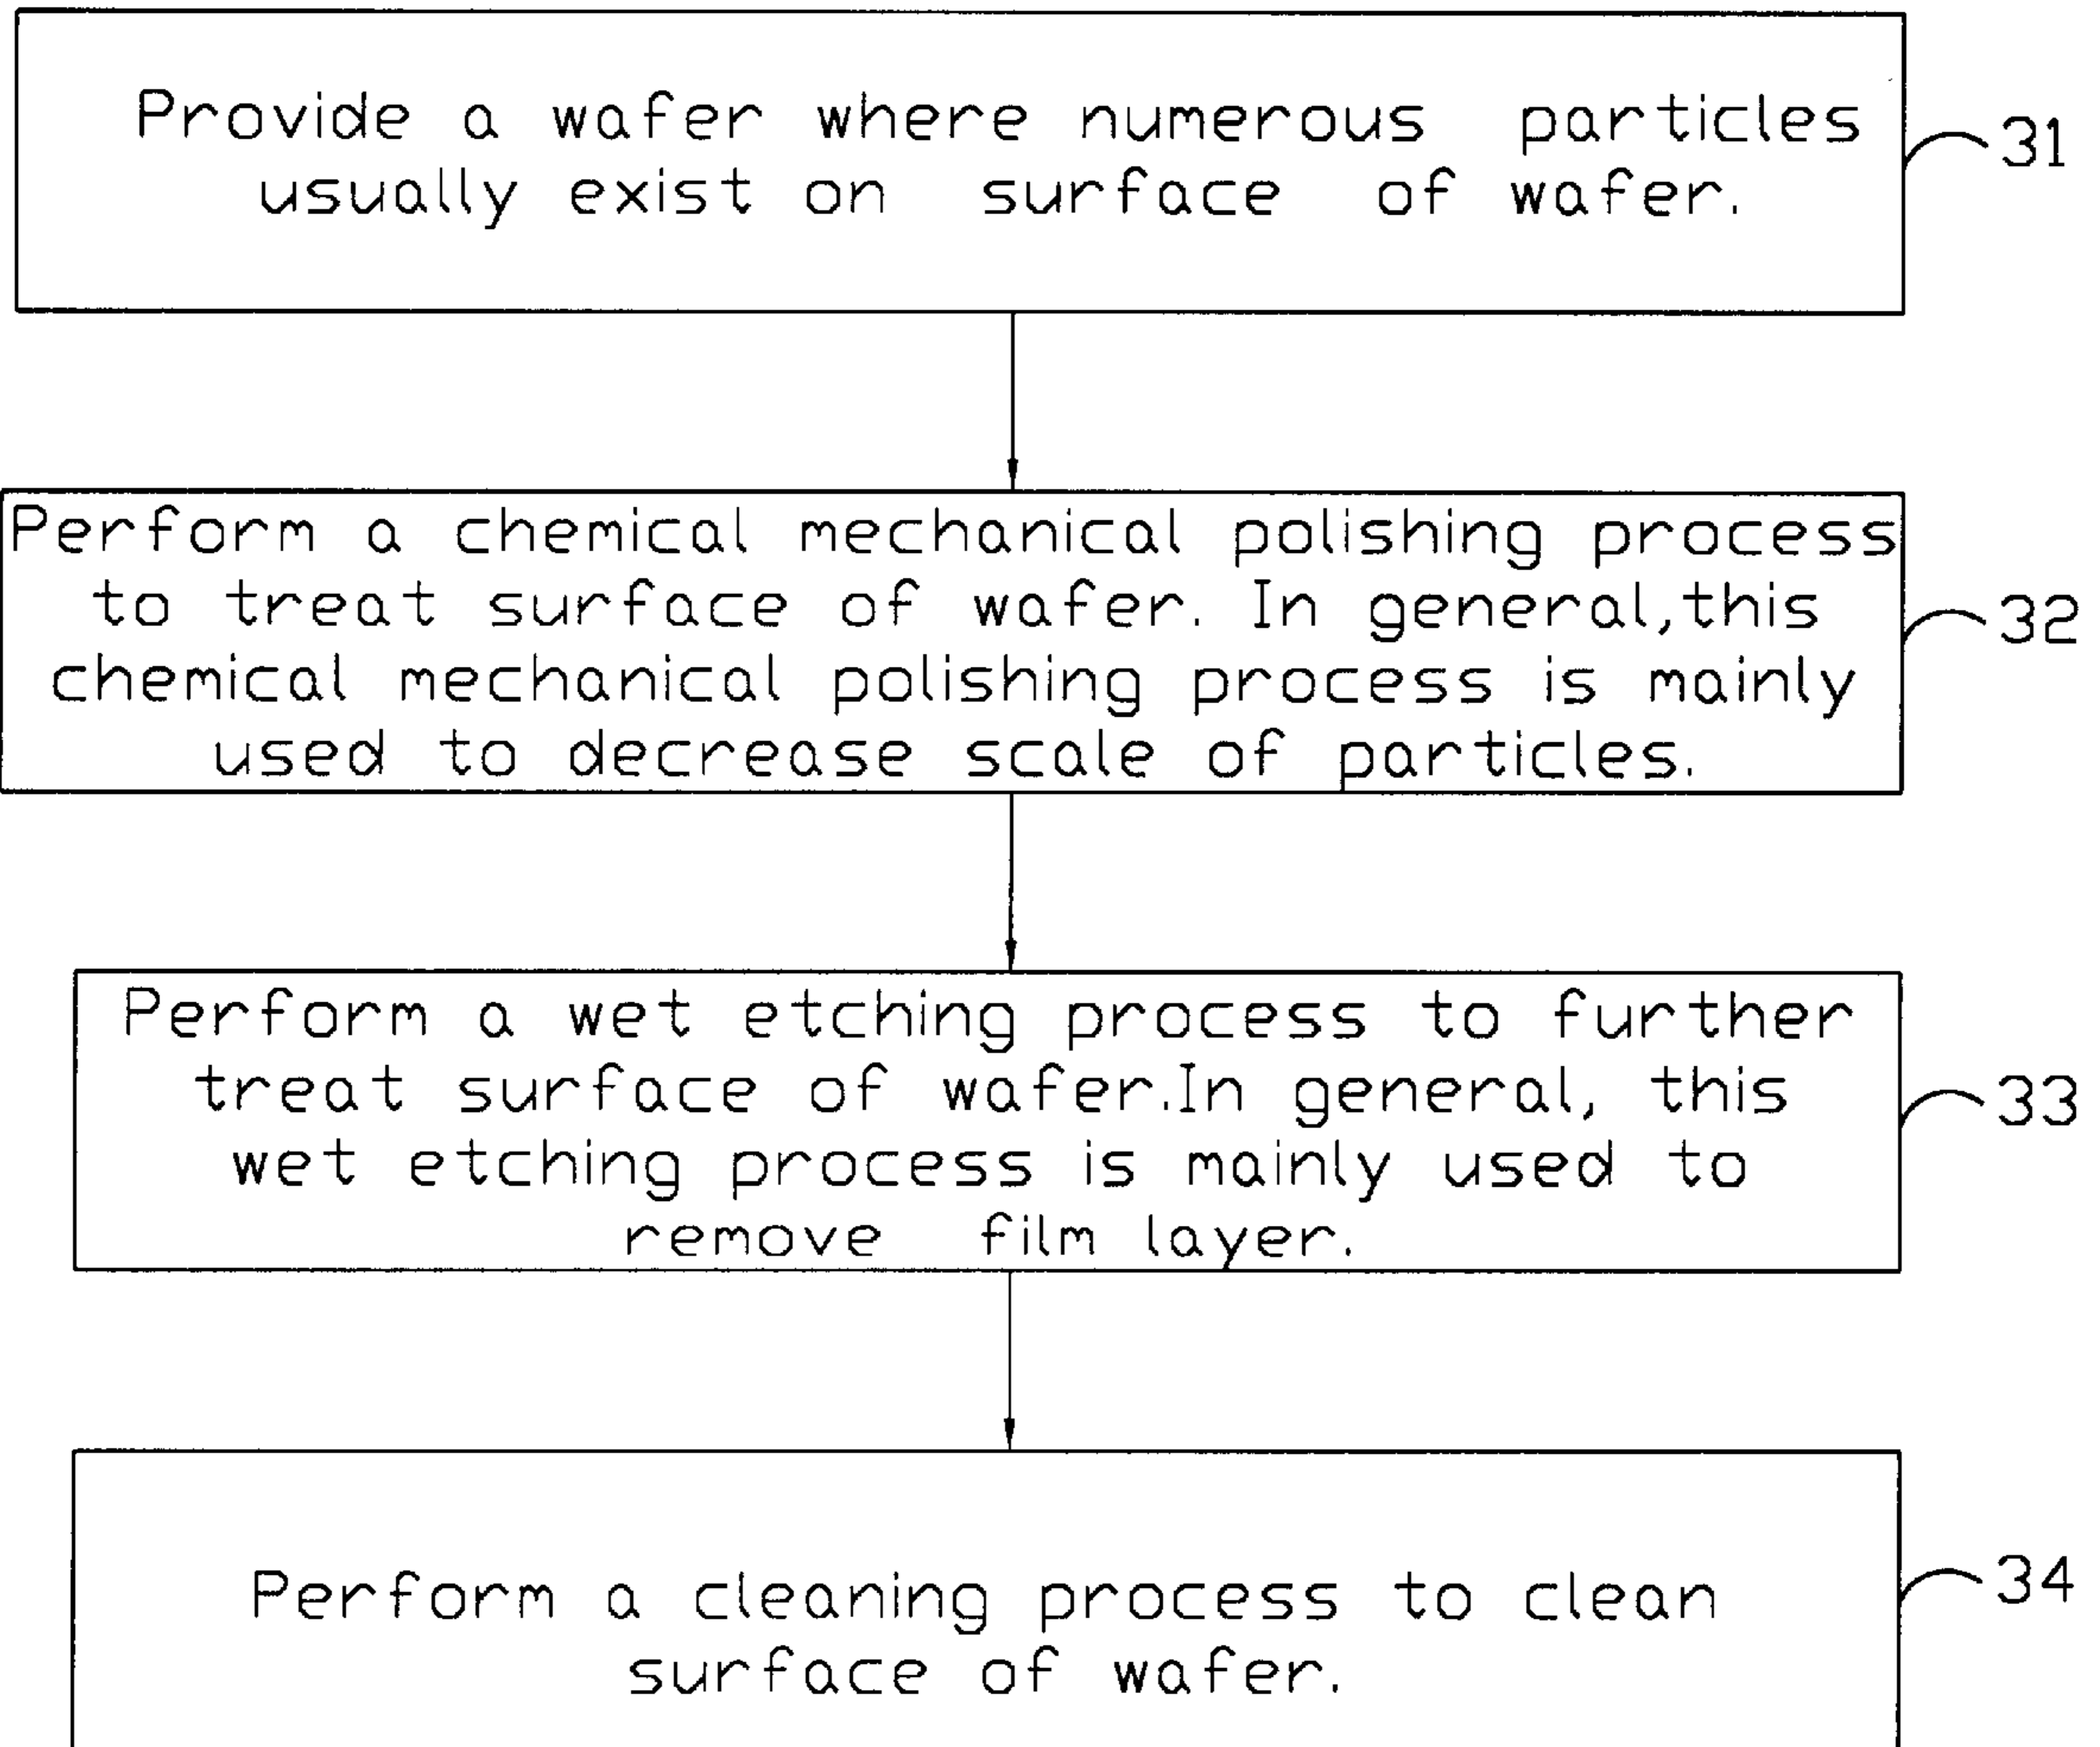 Provide a wafer where numerous particles
usually exist on surface of wafer.
31
Perform a chemical mechanical polishing process
to treat surface of wafer. In general,this
chemical mechanical polishing process is mainly
used to decrease scale of particles.
32
Perform a wet etching process to further
treat surface of wafer.In general, this
wet etching process is mainly used to
remove film layer.
33
Perform a cleaning process to clean
surface of wafer.
34